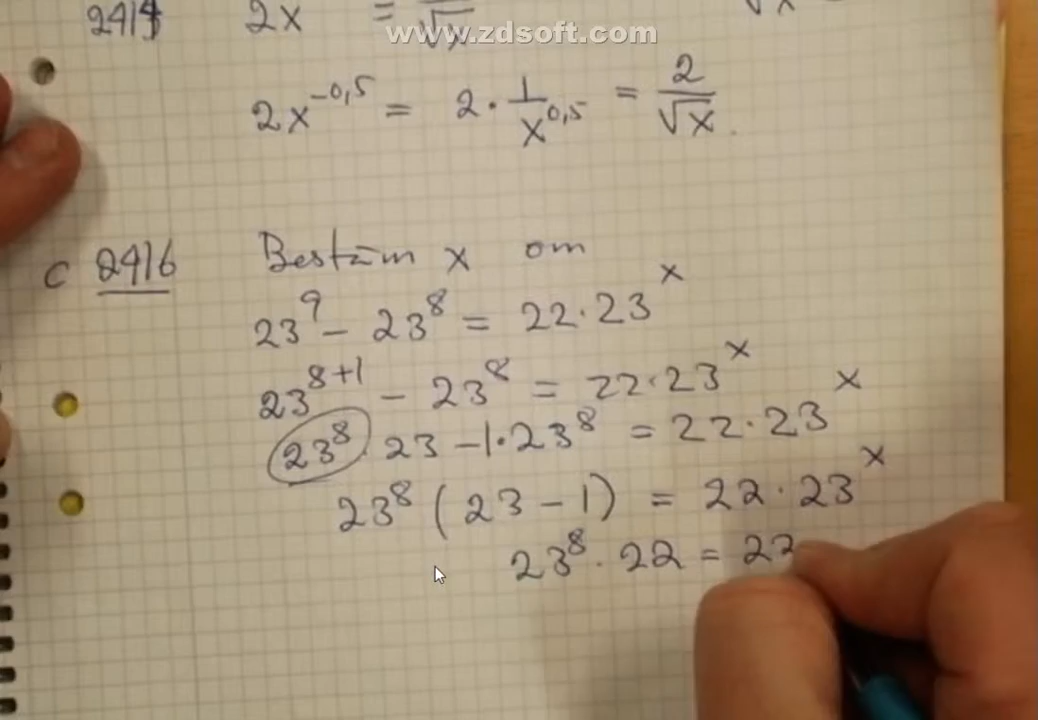 2414 2x = √x √x
www.zdsoft.com
2x^-0,5 = 2 · 1/x^0,5 = 2/√x
C 2416 Bestäm x om
23^9 - 23^8 = 22·23^x
23^8+1 - 23^8 = 22·23^x
23^8 · 23 - 1·23^8 = 22·23^x
23^8 (23 - 1) = 22·23^x
23^8 · 22 = 22